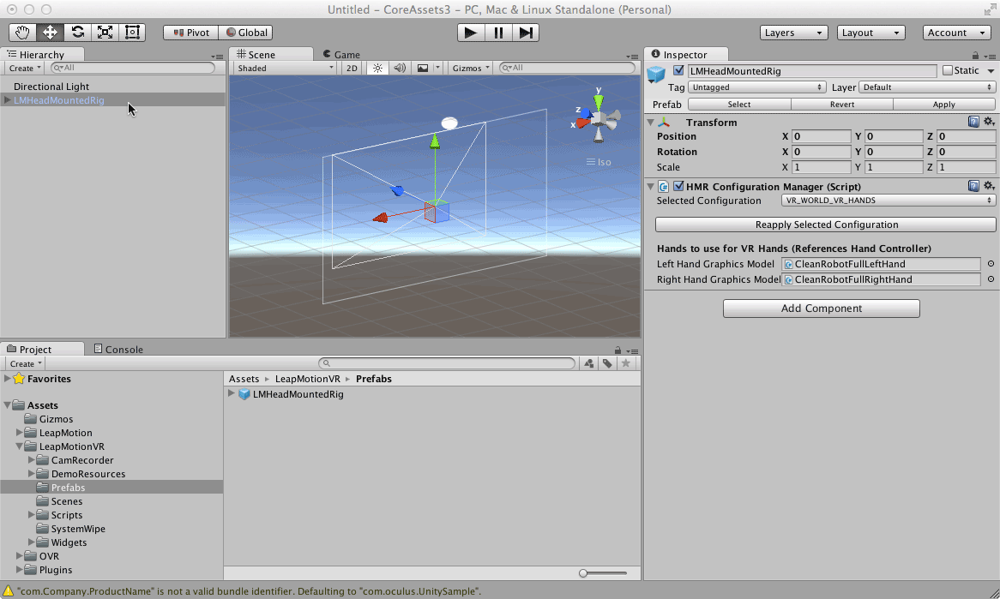 Untitled - CoreAssets3 - PC, Mac & Linux Standalone (Personal)
Pivot Global Layers Layout Account
Hierarchy
Create All
Directional Light
LMHeadMountedRig
Scene Game
Shaded 2D Gizmos All
y
z
x
Iso
Inspector
LMHeadMountedRig Static
Tag Untagged Layer Default
Prefab Select Revert Apply
Transform
Position X 0 Y 0 Z 0
Rotation X 0 Y 0 Z 0
Scale X 1 Y 1 Z 1
HMR Configuration Manager (Script)
Selected Configuration VR_WORLD_VR_HANDS
Reapply Selected Configuration
Hands to use for VR Hands (References Hand Controller)
Left Hand Graphics Model CleanRobotFullLeftHand
Right Hand Graphics Model CleanRobotFullRightHand
Add Component
Project Console
Create
Favorites
Assets
Gizmos
LeapMotion
LeapMotionVR
CamRecorder
DemoResources
Prefabs
Scenes
Scripts
SystemWipe
Widgets
OVR
Plugins
Assets LeapMotionVR Prefabs
LMHeadMountedRig
"com.Company.ProductName" is not a valid bundle identifier. Defaulting to "com.oculus.UnitySample".